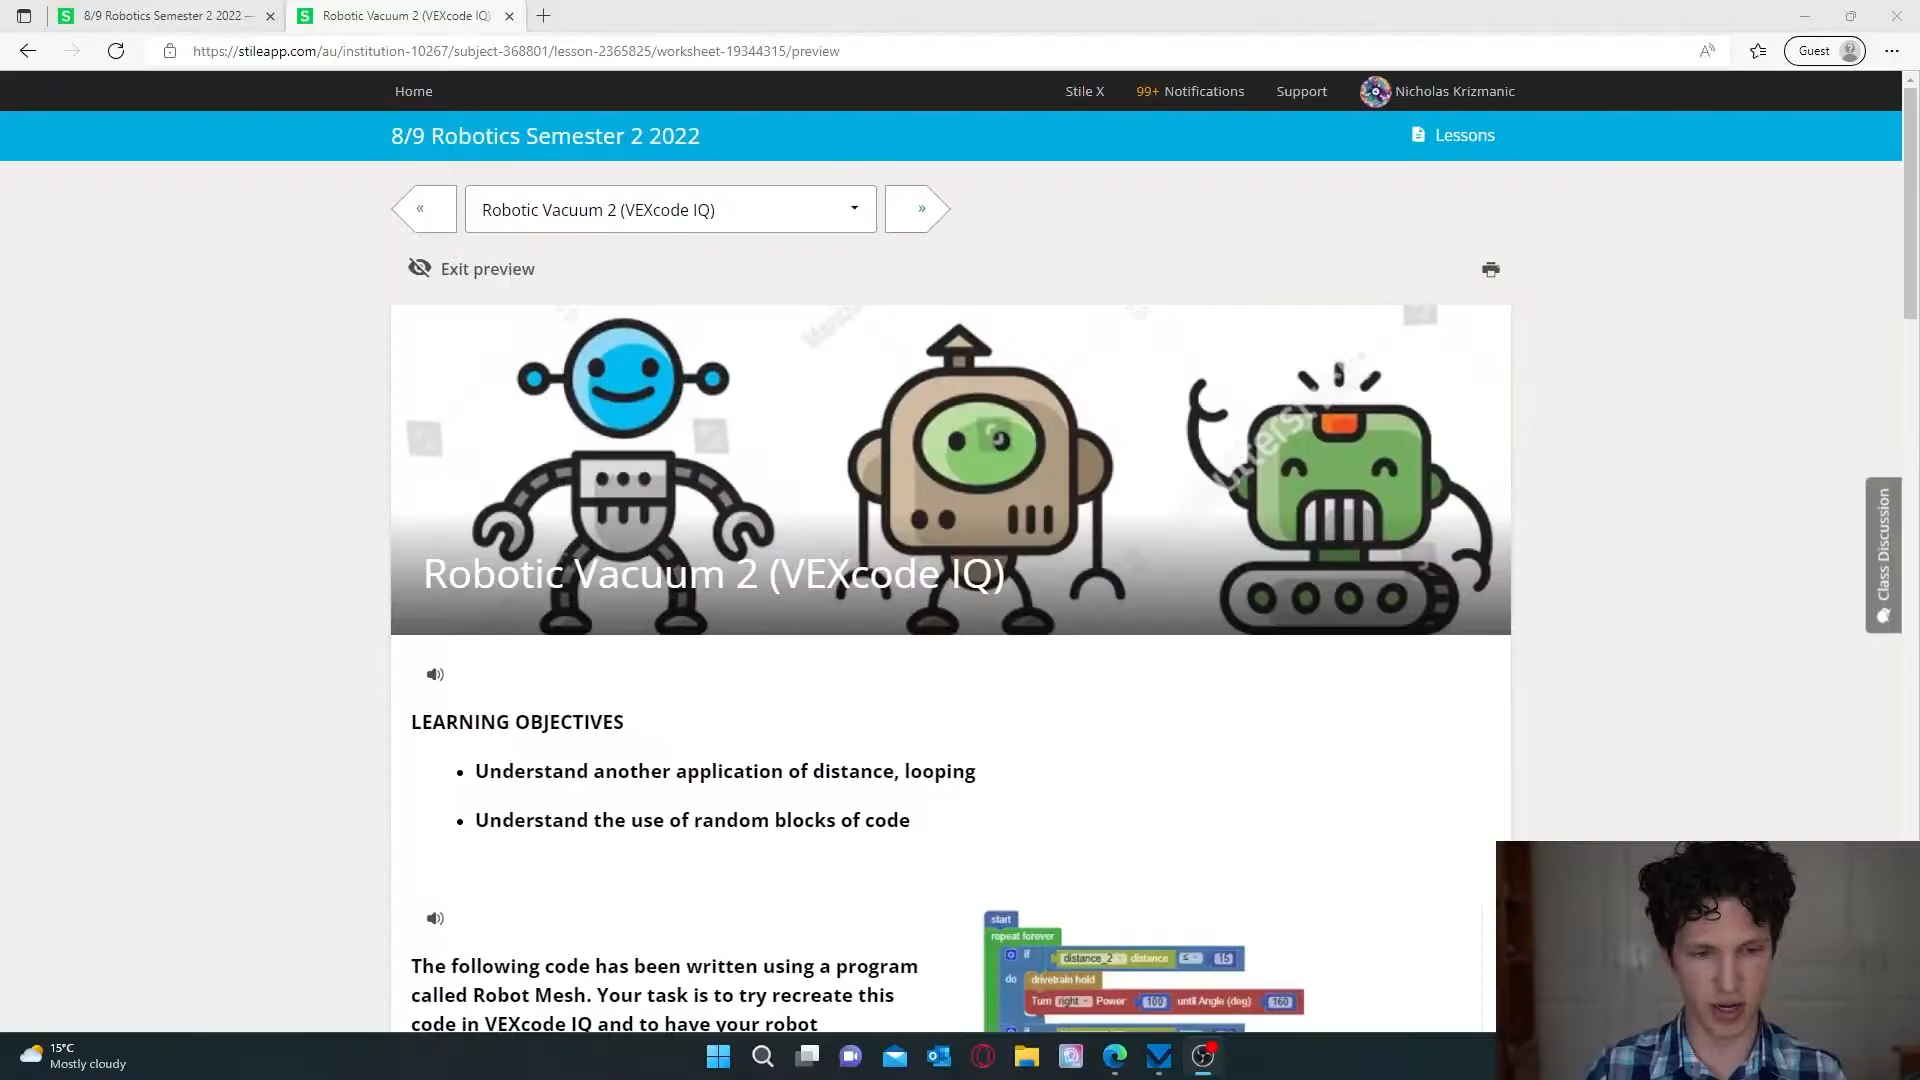 8/9 Robotics Semester 2 2022 —
Robotic Vacuum 2 (VEXcode IQ)
https://stileapp.com/au/institution-10267/subject-368801/lesson-2365825/worksheet-19344315/preview
Guest
Home
Stile X
99+ Notifications
Support
Nicholas Krizmanic
8/9 Robotics Semester 2 2022
Lessons
«
Robotic Vacuum 2 (VEXcode IQ)
»
Exit preview
Robotic Vacuum 2 (VEXcode IQ)
Class Discussion
LEARNING OBJECTIVES
• Understand another application of distance, looping
• Understand the use of random blocks of code
start
repeat forever
if distance_2 distance ≤ 15
do drivetrain hold
Turn right Power: 100 until Angle (deg) 160
The following code has been written using a program
called Robot Mesh. Your task is to try recreate this
code in VEXcode IQ and to have your robot
15°C
Mostly cloudy